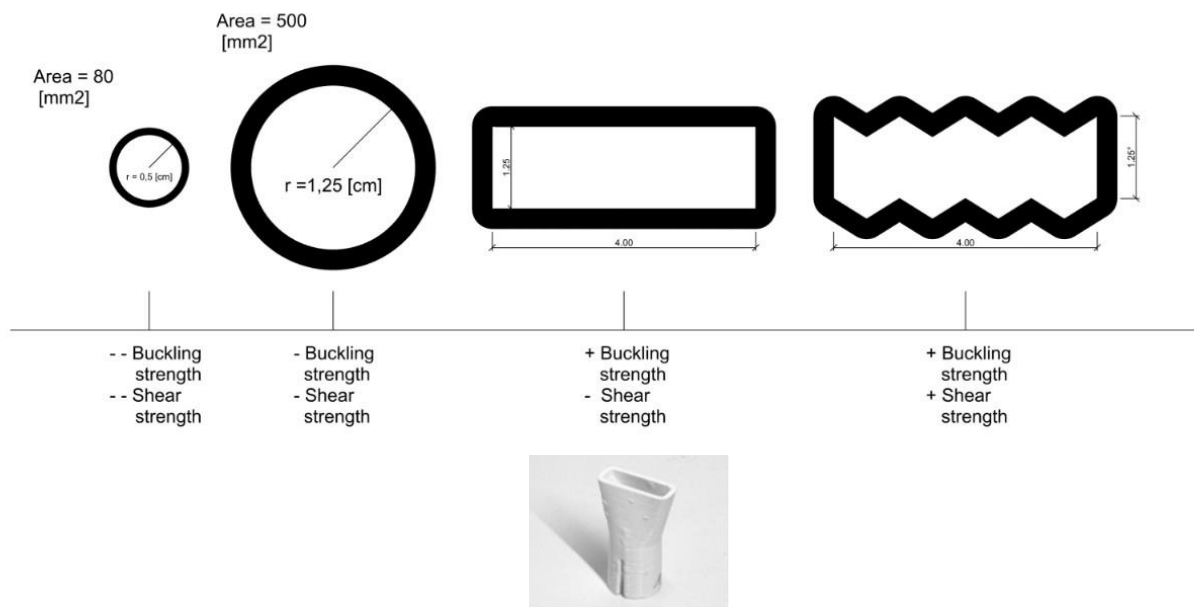 Area = 500
[mm2]
Area = 80
[mm2]
r = 0,5 [cm]
r =1,25 [cm]
1.25
4.00
1.25"
4.00
- - Buckling
strength
- - Shear
strength
- Buckling
strength
- Shear
strength
+ Buckling
strength
- Shear
strength
+ Buckling
strength
+ Shear
strength